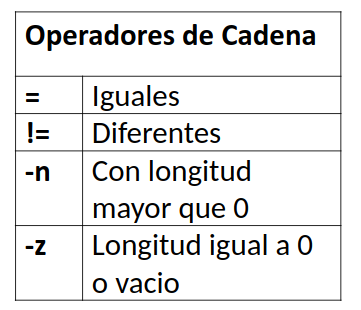 Operadores de Cadena
= Iguales
!= Diferentes
-n Con longitud
mayor que 0
-z Longitud igual a 0
o vacio